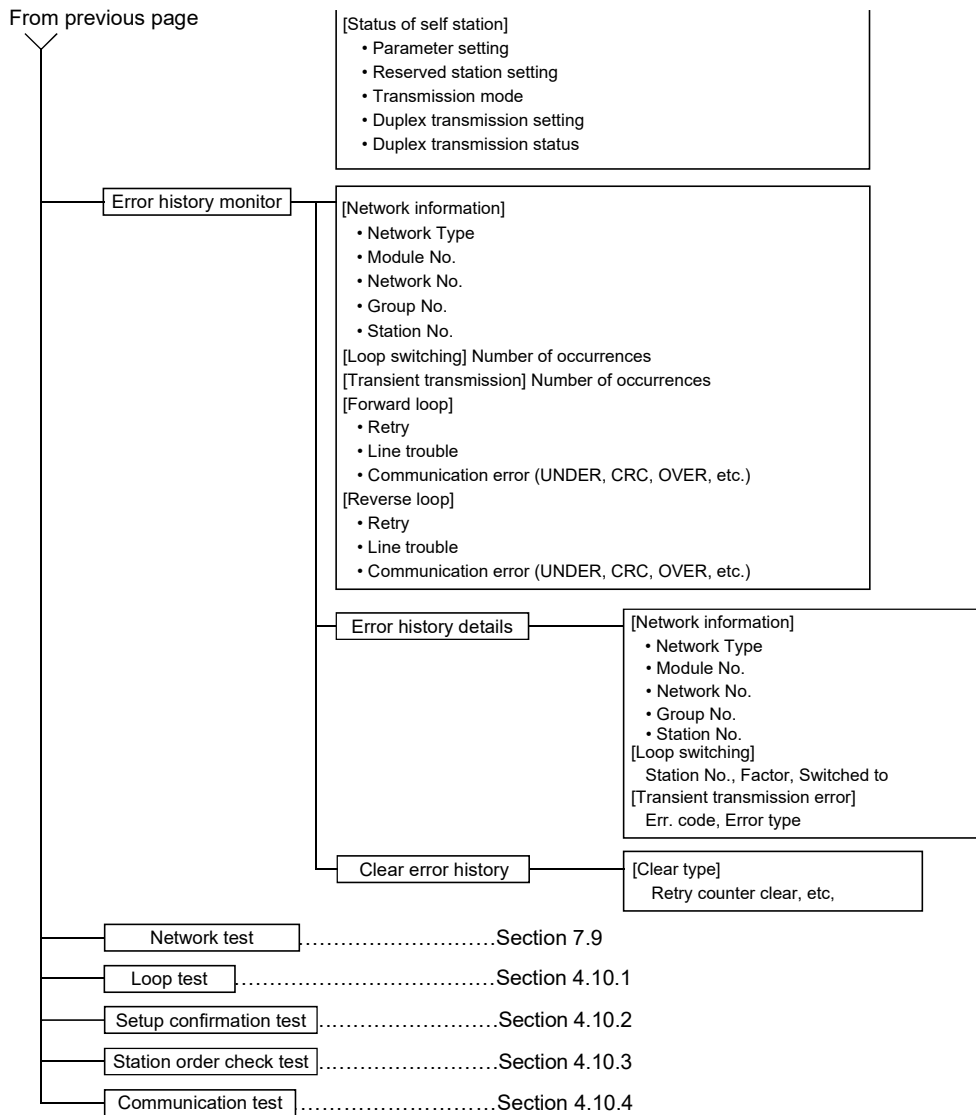 From previous page
[Status of self station]
• Parameter setting
• Reserved station setting
• Transmission mode
• Duplex transmission setting
• Duplex transmission status
Error history monitor
[Network information]
• Network Type
• Module No.
• Network No.
• Group No.
• Station No.
[Loop switching] Number of occurrences
[Transient transmission] Number of occurrences
[Forward loop]
• Retry
• Line trouble
• Communication error (UNDER, CRC, OVER, etc.)
[Reverse loop]
• Retry
• Line trouble
• Communication error (UNDER, CRC, OVER, etc.)
Error history details
[Network information]
• Network Type
• Module No.
• Network No.
• Group No.
• Station No.
[Loop switching]
Station No., Factor, Switched to
[Transient transmission error]
Err. code, Error type
Clear error history
[Clear type]
Retry counter clear, etc,
Network test ............................Section 7.9
Loop test .....................................Section 4.10.1
Setup confirmation test .........................Section 4.10.2
Station order check test .........................Section 4.10.3
Communication test ............................Section 4.10.4